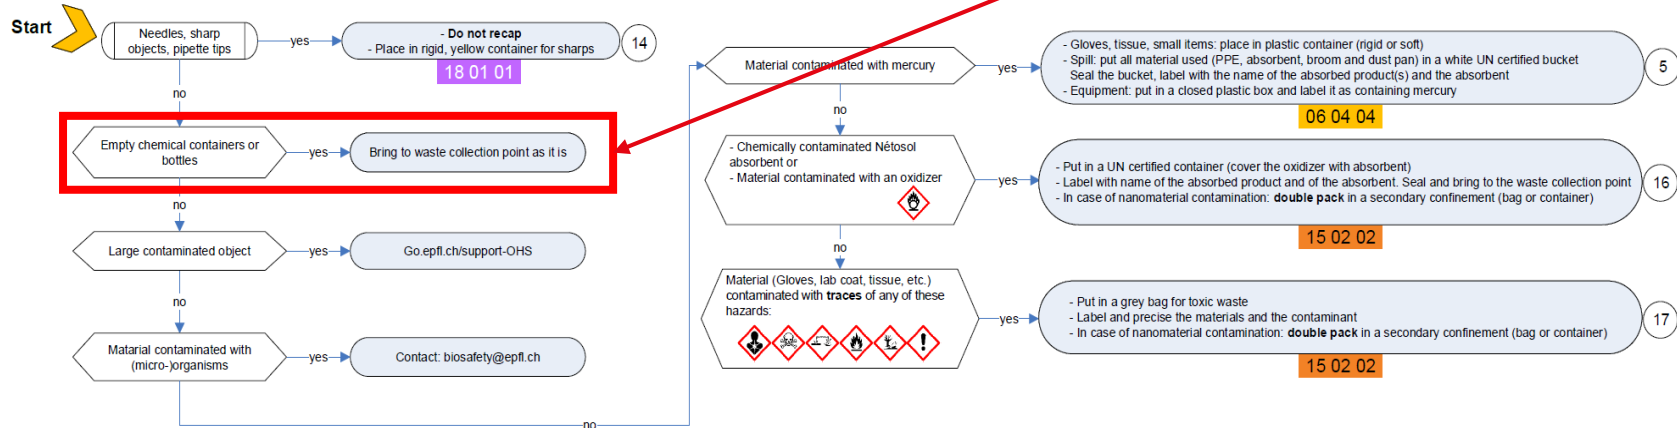 Start
Needles, sharp
objects, pipette tips
yes
- Do not recap
- Place in rigid, yellow container for sharps
14
18 01 01
no
Empty chemical containers or
bottles
yes
Bring to waste collection point as it is
no
Large contaminated object
yes
Go.epfl.ch/support-OHS
no
Matarial contaminated with
(micro-)organisms
yes
Contact: biosafety@epfl.ch
no
Material contaminated with mercury
yes
- Gloves, tissue, small items: place in plastic container (rigid or soft)
- Spill: put all material used (PPE, absorbent, broom and dust pan) in a white UN certified bucket
Seal the bucket, label with the name of the absorbed product(s) and the absorbent
- Equipment: put in a closed plastic box and label it as containing mercury
5
06 04 04
no
- Chemically contaminated Nétosol
absorbent or
- Material contaminated with an oxidizer
yes
- Put in a UN certified container (cover the oxidizer with absorbent)
- Label with name of the absorbed product and of the absorbent. Seal and bring to the waste collection point
- In case of nanomaterial contamination: double pack in a secondary confinement (bag or container)
16
15 02 02
no
Material (Gloves, lab coat, tissue, etc.)
contaminated with traces of any of these
hazards:
yes
- Put in a grey bag for toxic waste
- Label and precise the materials and the contaminant
- In case of nanomaterial contamination: double pack in a secondary confinement (bag or container)
17
15 02 02